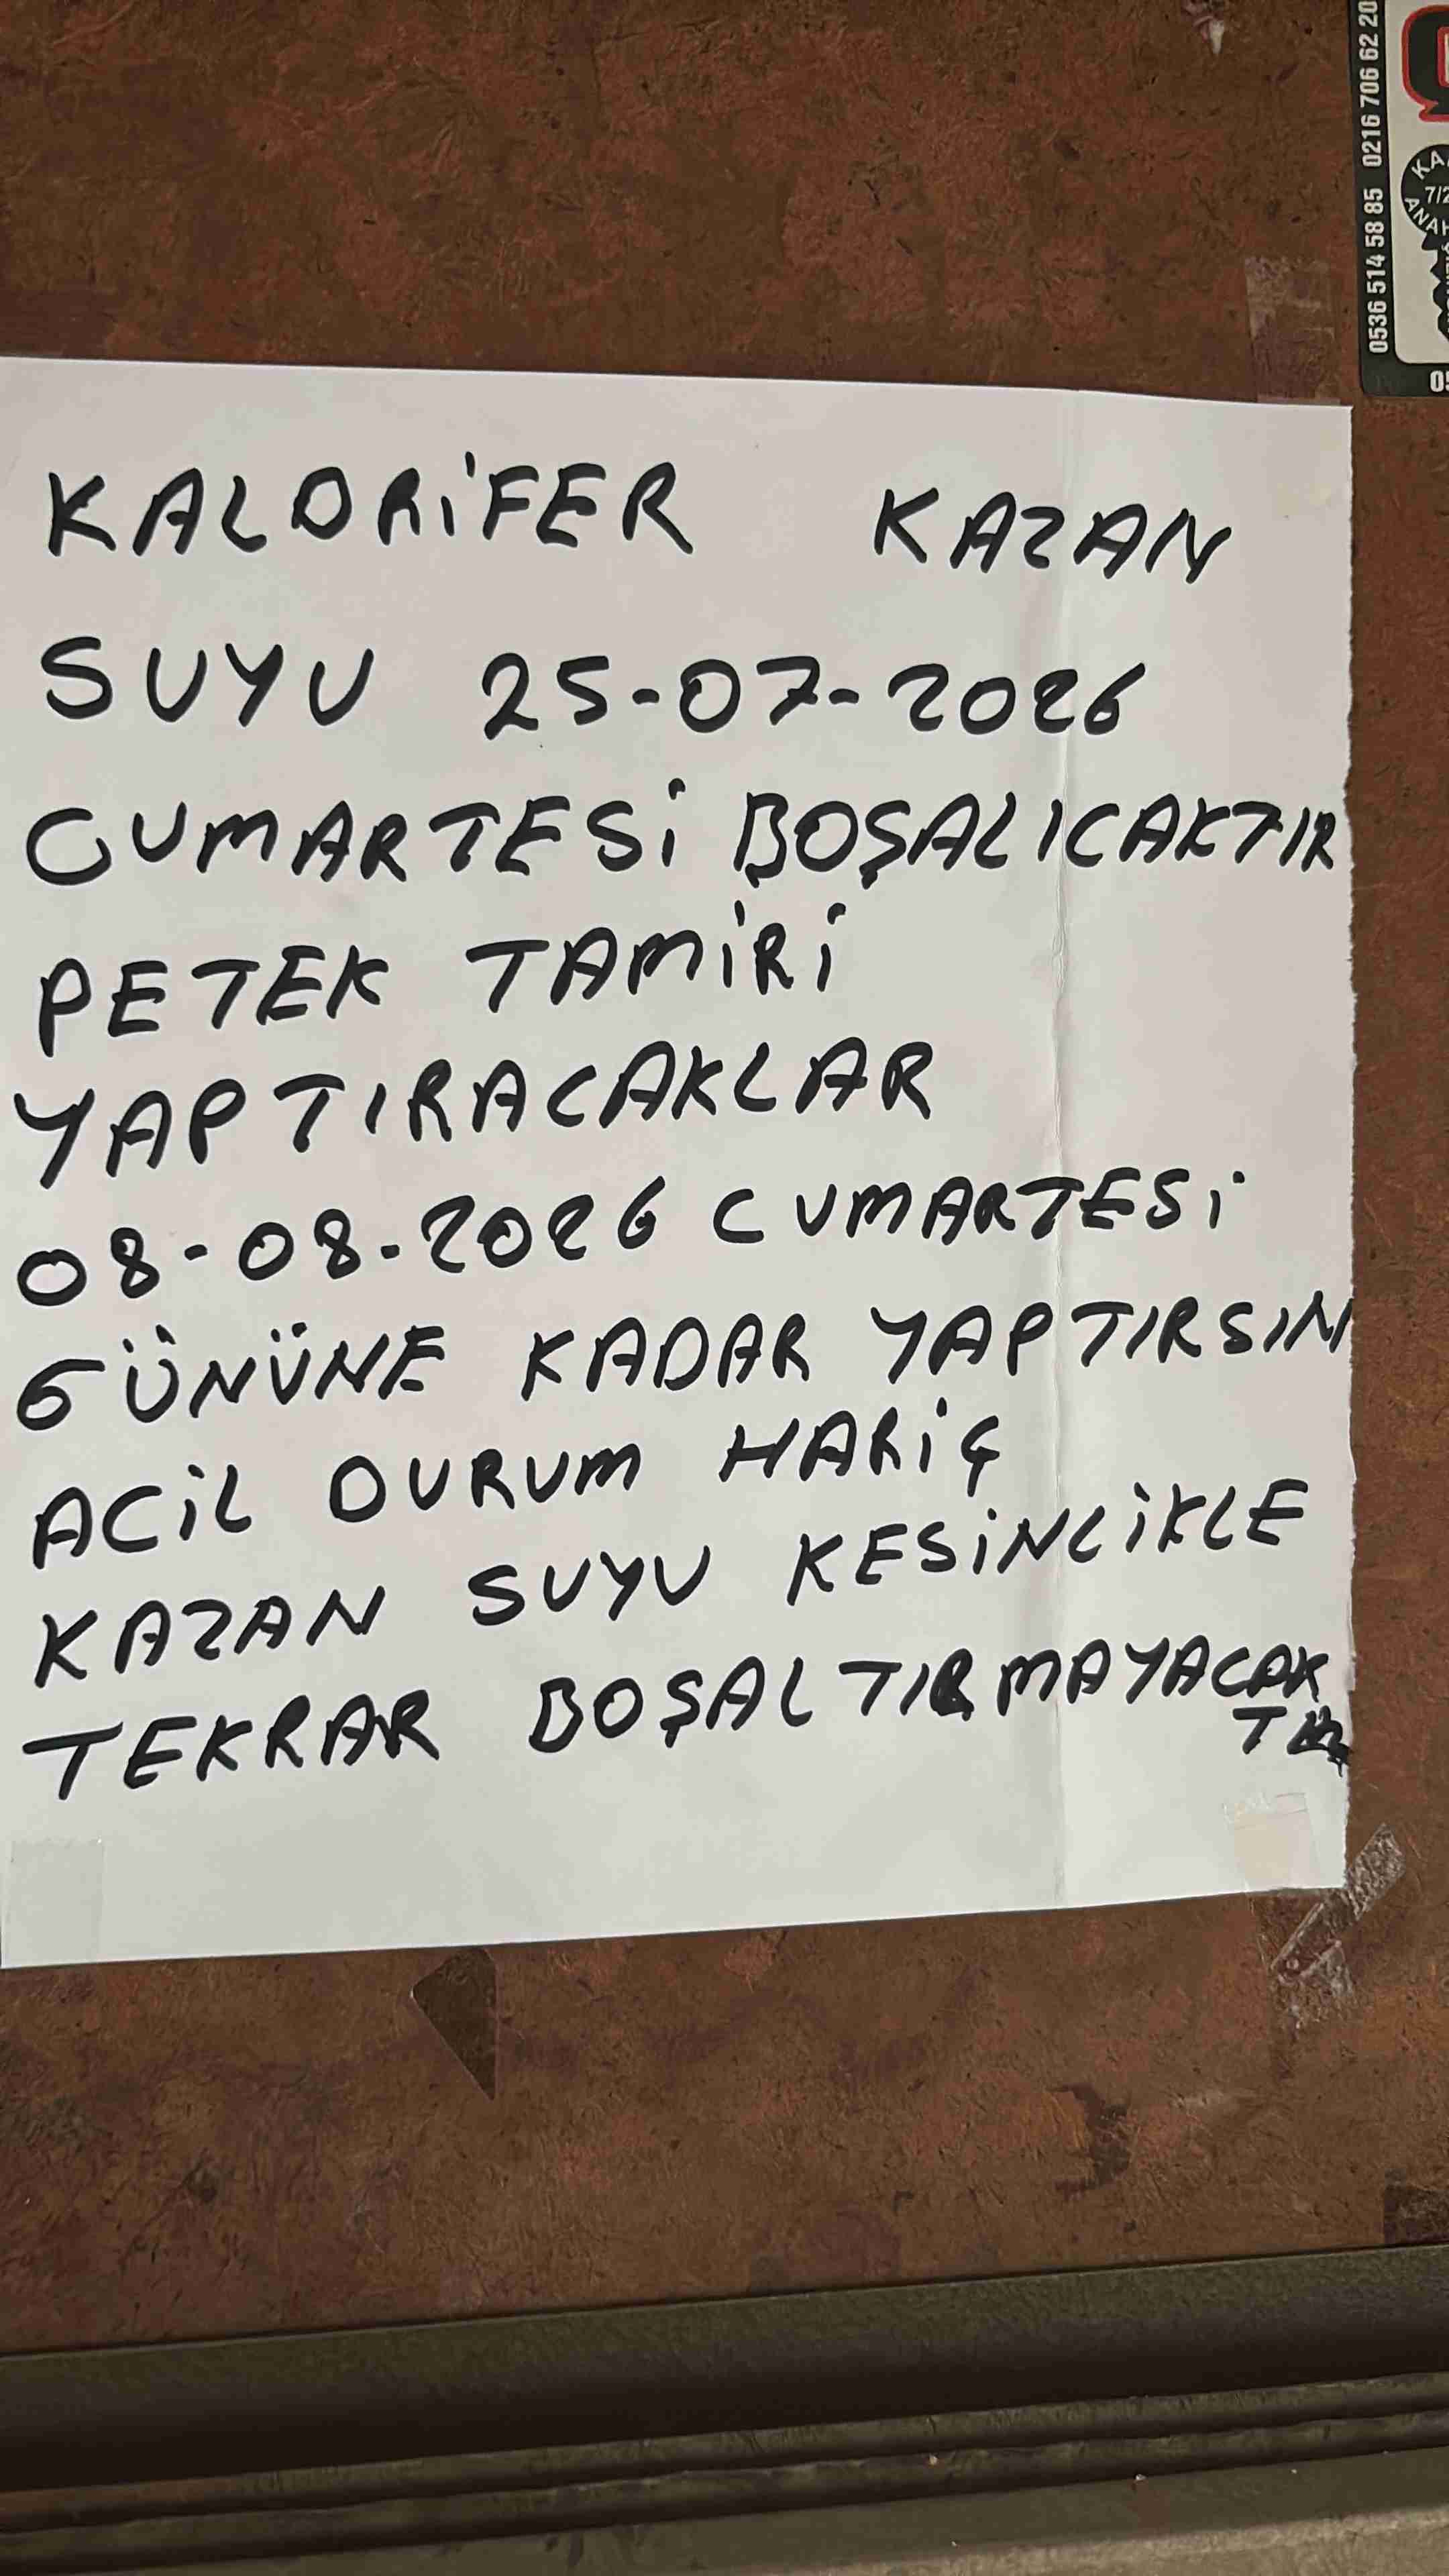 KALORİFER KAZAN
SUYU 25-07-2026
CUMARTESİ BOŞALICAKTIR
PETEK TAMİRİ
YAPTIRACAKLAR
08-08-2026 CUMARTESİ
GÜNÜNE KADAR YAPTIRSIN
ACİL DURUM HARİÇ
KAZAN SUYU KESİNLİKLE
TEKRAR BOŞALTIRMAYACAK
TIR
0536 514 58 85 0216 706 62 20
7/2